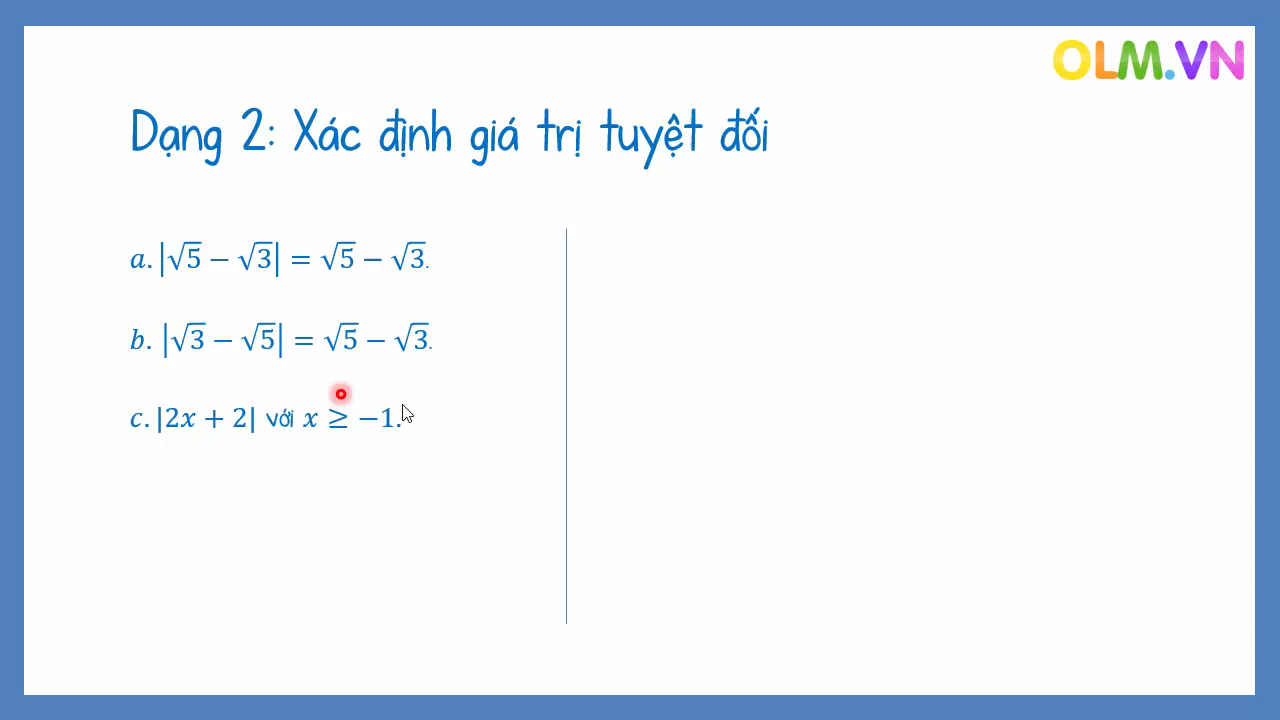 OLM.VN
Dạng 2: Xác định giá trị tuyệt đối
a. |√5 − √3| = √5 − √3.
b. |√3 − √5| = √5 − √3.
c. |2x + 2| với x ≥ −1.